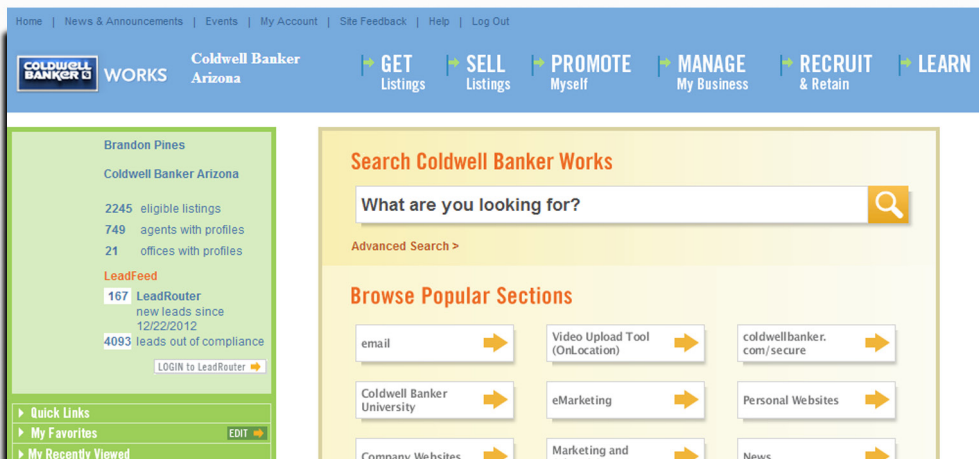 Home | News & Announcements | Events | My Account | Site Feedback | Help | Log Out
COLDWELL
BANKER
WORKS
Coldwell Banker
Arizona
GET
Listings
SELL
Listings
PROMOTE
Myself
MANAGE
My Business
RECRUIT
& Retain
LEARN
Brandon Pines
Coldwell Banker Arizona
2245 eligible listings
749 agents with profiles
21 offices with profiles
LeadFeed
167 LeadRouter
new leads since
12/22/2012
4093 leads out of compliance
LOGIN to LeadRouter
Quick Links
My Favorites EDIT
My Recently Viewed
Search Coldwell Banker Works
What are you looking for?
Advanced Search >
Browse Popular Sections
email
Video Upload Tool
(OnLocation)
coldwellbanker.
com/secure
Coldwell Banker
University
eMarketing
Personal Websites
Company Websites
Marketing and
News